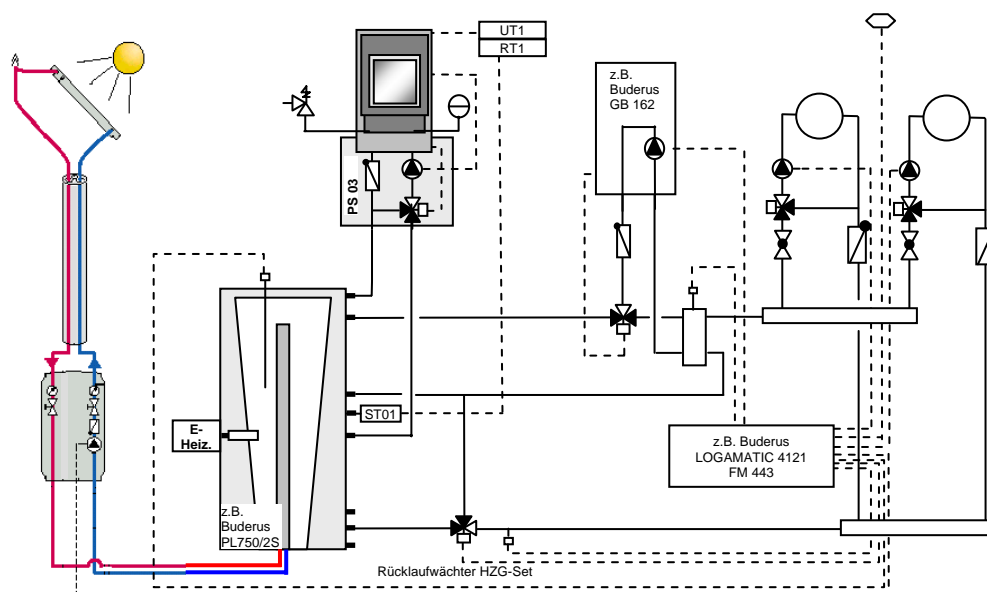 UT1
RT1
z.B.
Buderus
GB 162
PS 03
ST01
E-
Heiz.
z.B. Buderus
LOGAMATIC 4121
FM 443
z.B.
Buderus
PL750/2S
Rücklaufwächter HZG-Set